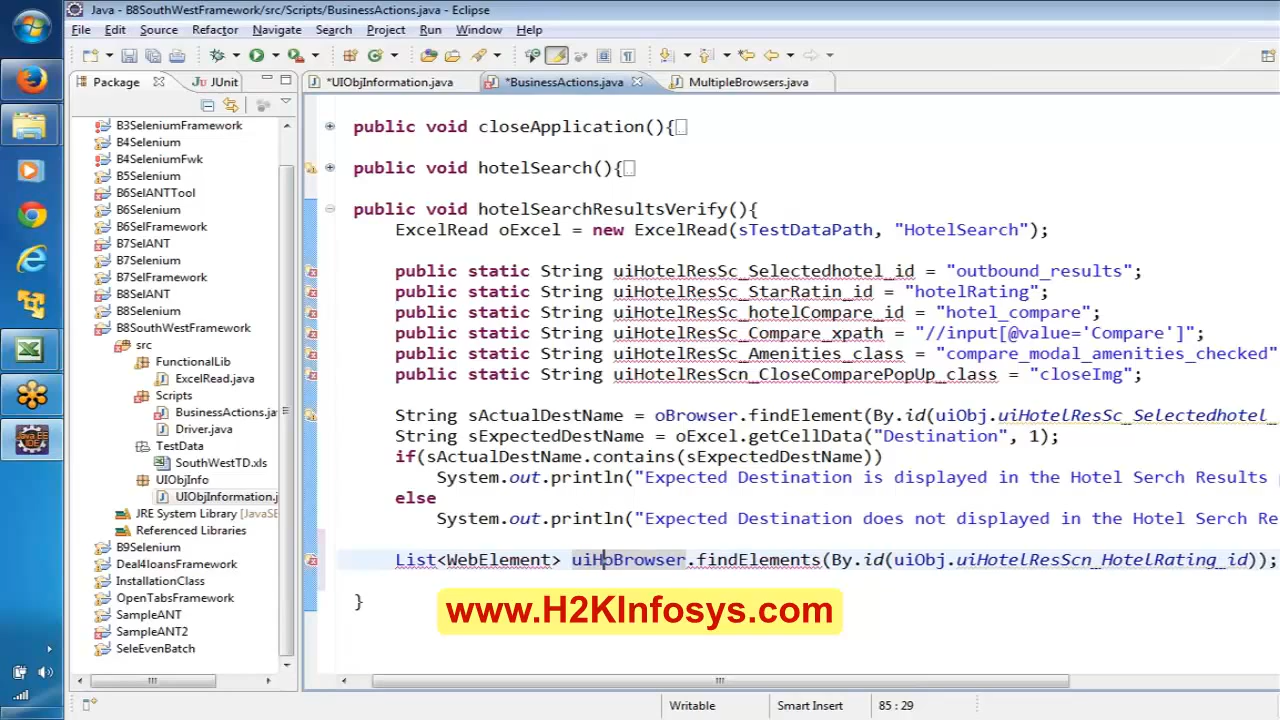 Java - B8SouthWestFramework/src/Scripts/BusinessActions.java - Eclipse
File Edit Source Refactor Navigate Search Project Run Window Help
Package JUnit *UIObjInformation.java *BusinessActions.java MultipleBrowsers.java
B3SeleniumFramework
B4Selenium
B4SeleniumFwk
B5Selenium
B6SelANTTool
B6Selenium
B6SelFramework
B7SelANT
B7Selenium
B7SelFramework
B8SelANT
B8Selenium
B8SouthWestFramework
src
FunctionalLib
ExcelRead.java
Scripts
BusinessActions.ja
Driver.java
TestData
SouthWestTD.xls
UIObjInfo
UIObjInformation.j
JRE System Library [JavaSE
Referenced Libraries
B9Selenium
Deal4loansFramework
InstallationClass
OpenTabsFramework
SampleANT
SampleANT2
SeleEvenBatch
public void closeApplication(){
public void hotelSearch(){
public void hotelSearchResultsVerify(){
ExcelRead oExcel = new ExcelRead(sTestDataPath, "HotelSearch");
public static String uiHotelResSc_Selectedhotel_id = "outbound_results";
public static String uiHotelResSc_StarRatin_id = "hotelRating";
public static String uiHotelResSc_hotelCompare_id = "hotel_compare";
public static String uiHotelResSc_Compare_xpath = "//input[@value='Compare']";
public static String uiHotelResSc_Amenities_class = "compare_modal_amenities_checked"
public static String uiHotelResScn_CloseComparePopUp_class = "closeImg";
String sActualDestName = oBrowser.findElement(By.id(uiObj.uiHotelResSc_Selectedhotel_
String sExpectedDestName = oExcel.getCellData("Destination", 1);
if(sActualDestName.contains(sExpectedDestName))
System.out.println("Expected Destination is displayed in the Hotel Serch Results
else
System.out.println("Expected Destination does not displayed in the Hotel Serch Re
List<WebElement> uiHoBrowser.findElements(By.id(uiObj.uiHotelResScn_HotelRating_id));
}
www.H2KInfosys.com
Writable Smart Insert 85 : 29